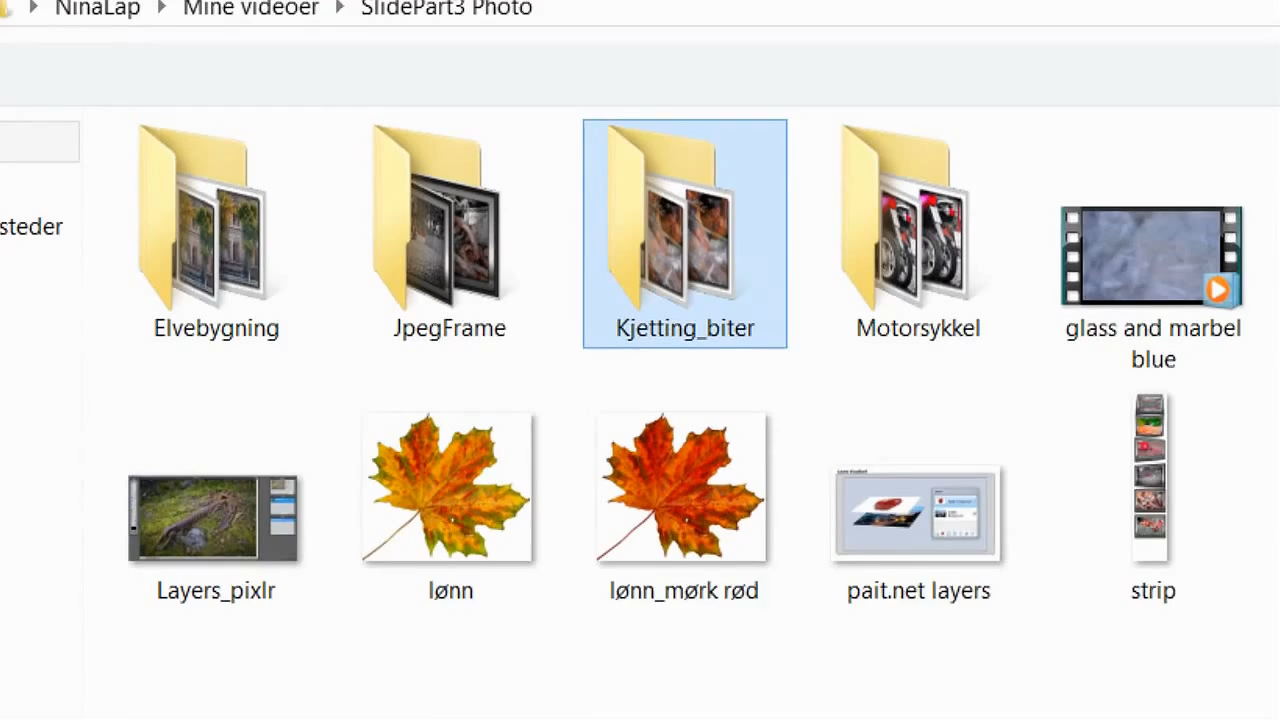 NinaLap Mine videoer SlidePart3 Photo
steder
Elvebygning JpegFrame Kjetting_biter Motorsykkel glass and marbel
blue
Layers_pixlr lønn lønn_mørk rød pait.net layers strip